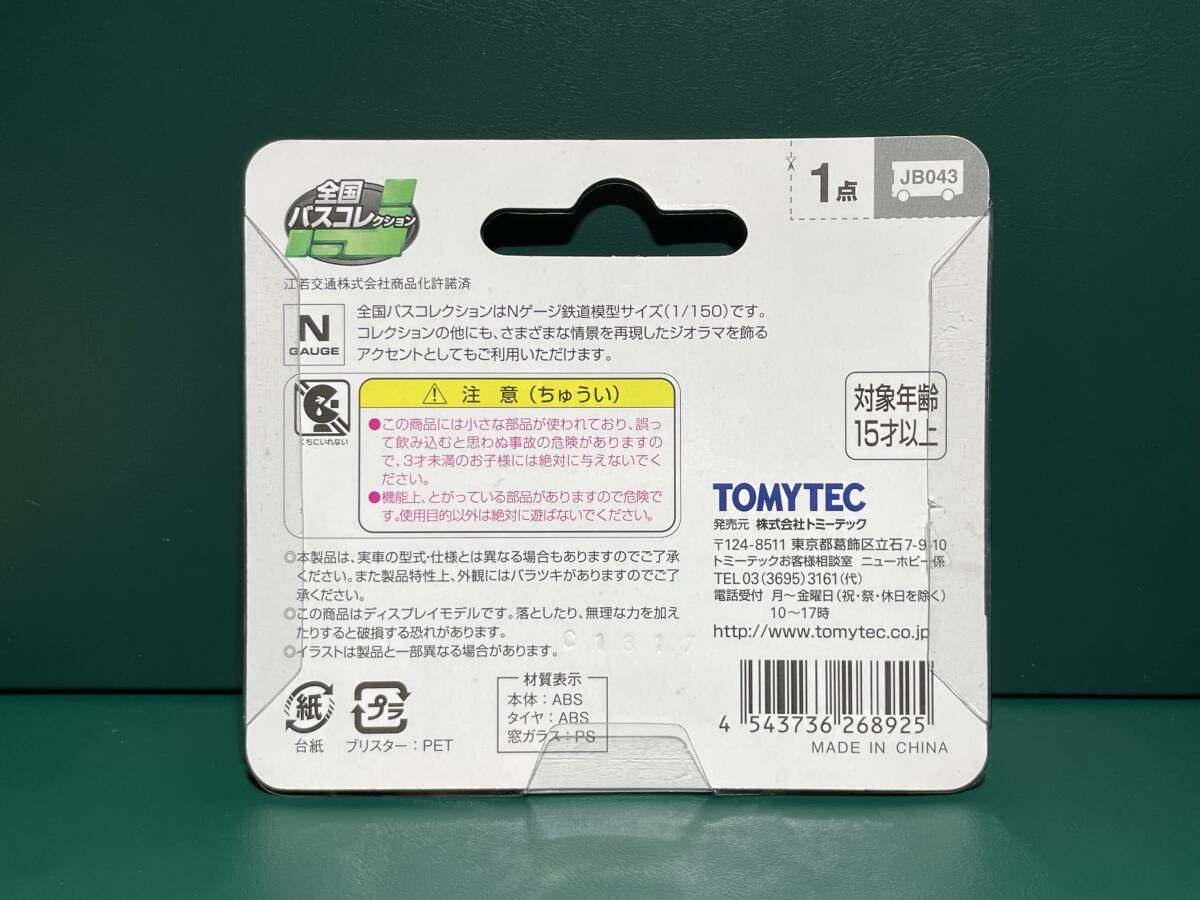 全国
バスコレクション
1点
JB043
江若交通株式会社商品化許諾済
N
GAUGE
全国バスコレクションはNゲージ鉄道模型サイズ(1/150)です。
コレクションの他にも、さまざまな情景を再現したジオラマを飾る
アクセントとしてもご利用いただけます。
くちにいれない
注 意 (ちゅうい)
●この商品には小さな部品が使われており、誤っ
て飲み込むと思わぬ事故の危険がありますの
で、3才未満のお子様には絶対に与えないでく
ださい。
●機能上、とがっている部品がありますので危険で
す。使用目的以外は絶対に遊ばないでください。
対象年齢
15才以上
◎本製品は、実車の型式・仕様とは異なる場合もありますのでご了承
ください。また製品特性上、外観にはバラツキがありますのでご了
承ください。
◎この商品はディスプレイモデルです。落としたり、無理な力を加え
たりすると破損する恐れがあります。
◎イラストは製品と一部異なる場合があります。
C1317
TOMYTEC
発売元 株式会社トミーテック
〒124-8511 東京都葛飾区立石7-9-10
トミーテックお客様相談室 ニューホビー係
TEL 03(3695)3161(代)
電話受付 月〜金曜日(祝・祭・休日を除く)
10〜17時
http://www.tomytec.co.jp
紙
台紙
プラ
ブリスター:PET
材質表示
本体:ABS
タイヤ:ABS
窓ガラス:PS
4 543736 268925
MADE IN CHINA